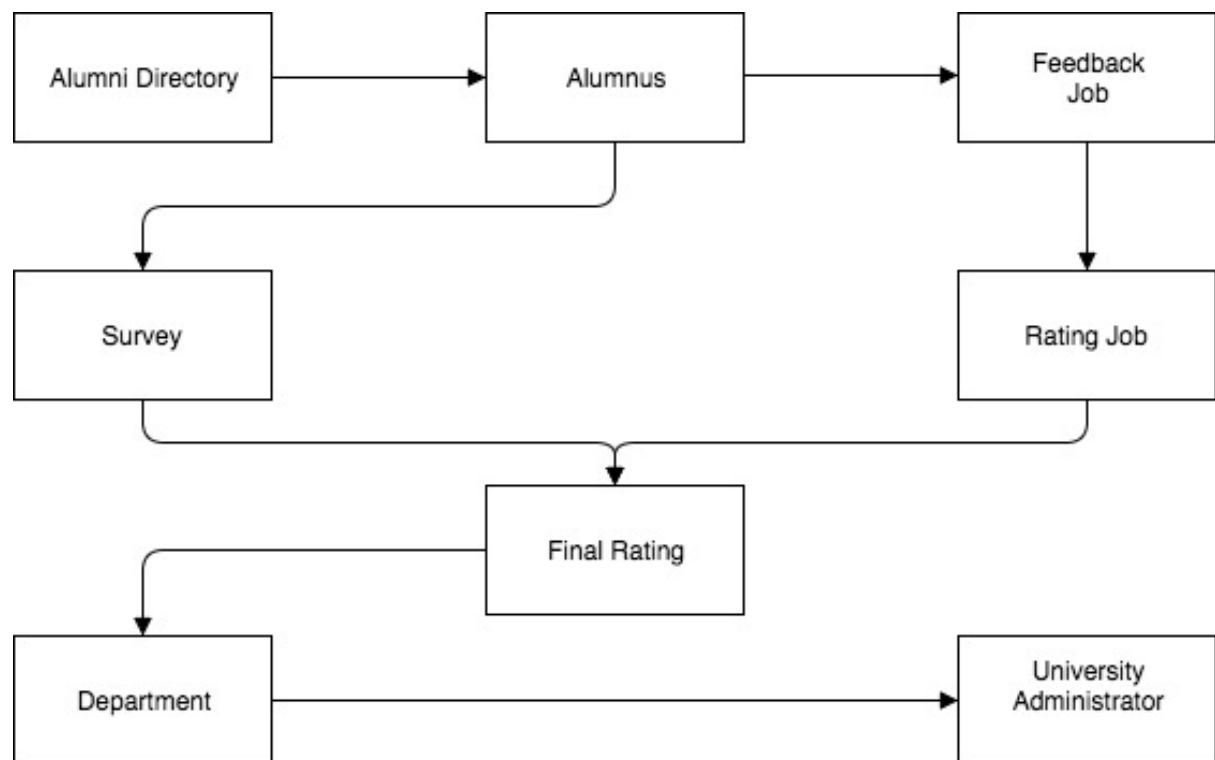 Alumni Directory
Alumnus
Feedback
Job
Survey
Rating Job
Final Rating
Department
University
Administrator